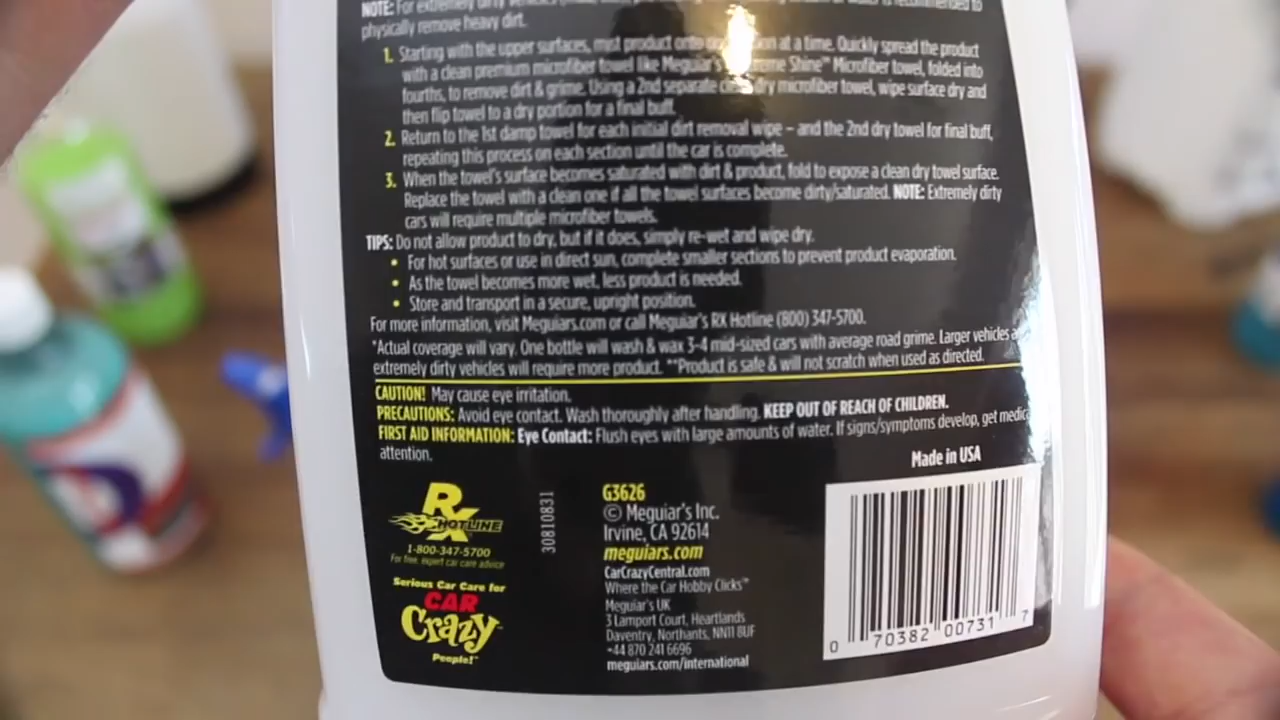 NOTE: For extremely dirty
physically remove heavy dirt.
1. Starting with the upper surfaces, mist product onto at a time. Quickly spread the product
with a clean premium microfiber towel like Meguiar's Shine™ Microfiber towel, folded into
fourths, to remove dirt & grime. Using a 2nd separate clean dry microfiber towel, wipe surface dry and
then flip towel to a dry portion for a final buff.
2. Return to the 1st damp towel for each initial dirt removal wipe – and the 2nd dry towel for final buff,
repeating this process on each section until the car is complete.
3. When the towel's surface becomes saturated with dirt & product, fold to expose a clean dry towel surface.
Replace the towel with a clean one if all the towel surfaces become dirty/saturated. NOTE: Extremely dirty
cars will require multiple microfiber towels.
TIPS: Do not allow product to dry, but if it does, simply re-wet and wipe dry.
• For hot surfaces or use in direct sun, complete smaller sections to prevent product evaporation.
• As the towel becomes more wet, less product is needed.
• Store and transport in a secure, upright position.
For more information, visit Meguiars.com or call Meguiar's RX Hotline (800) 347-5700.
*Actual coverage will vary. One bottle will wash & wax 3-4 mid-sized cars with average road grime. Larger vehicles
extremely dirty vehicles will require more product. **Product is safe & will not scratch when used as directed.
CAUTION! May cause eye irritation.
PRECAUTIONS: Avoid eye contact. Wash thoroughly after handling. KEEP OUT OF REACH OF CHILDREN.
FIRST AID INFORMATION: Eye Contact: Flush eyes with large amounts of water. If signs/symptoms develop, get medica
attention.
Made in USA
RX
HOTLINE
1-800-347-5700
For free, expert car care advice
Serious Car Care for
CAR
Crazy™
People!™
30810831
G3626
© Meguiar's Inc.
Irvine, CA 92614
meguiars.com
CarCrazyCentral.com
Where the Car Hobby Clicks™
Meguiar's UK
3 Lamport Court, Heartlands
Daventry, Northants, NN11 8UF
+44 870 241 6696
meguiars.com/international
0 70382 00731 7